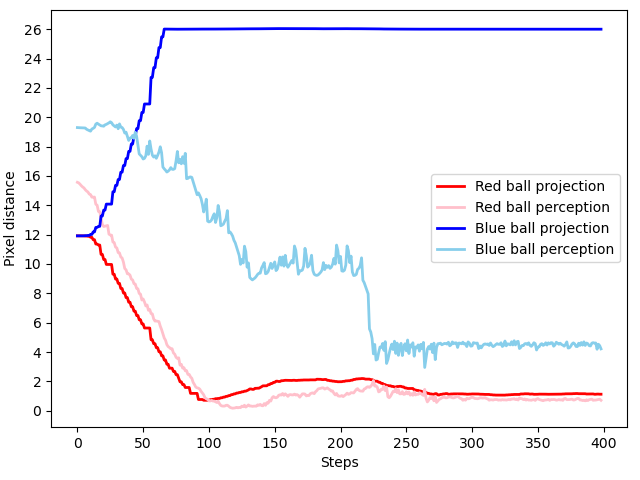 26
24
22
20
18
16
14
12
10
8
6
4
2
0
Pixel distance
Red ball projection
Red ball perception
Blue ball projection
Blue ball perception
0 50 100 150 200 250 300 350 400
Steps